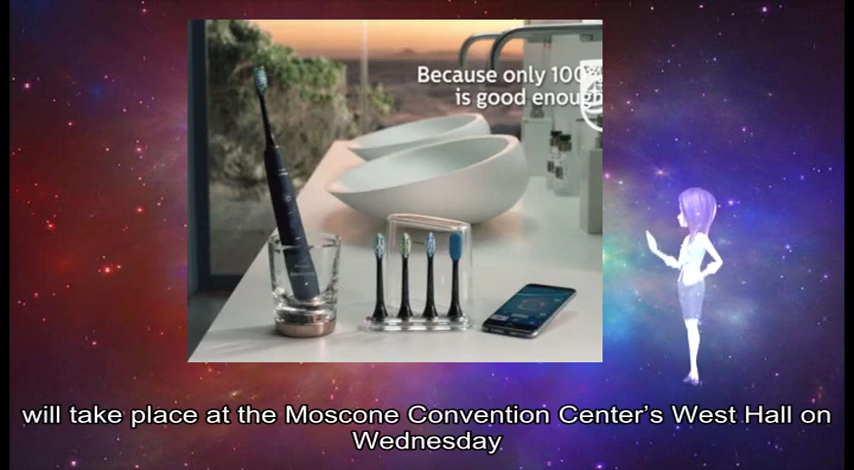 Because only 100%
is good enough
will take place at the Moscone Convention Center's West Hall on
Wednesday